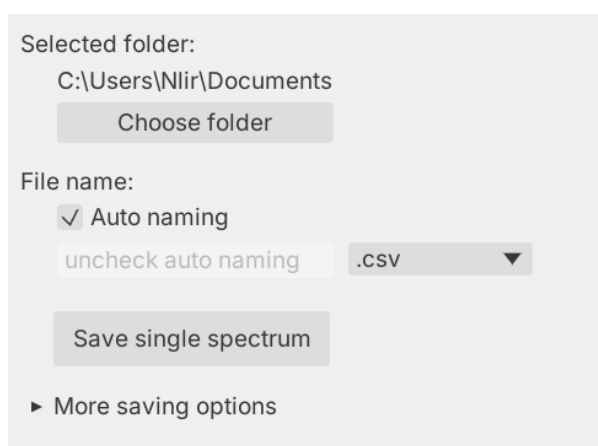 Selected folder:
C:\Users\Nlir\Documents
Choose folder
File name:
Auto naming
uncheck auto naming
.csv
Save single spectrum
More saving options